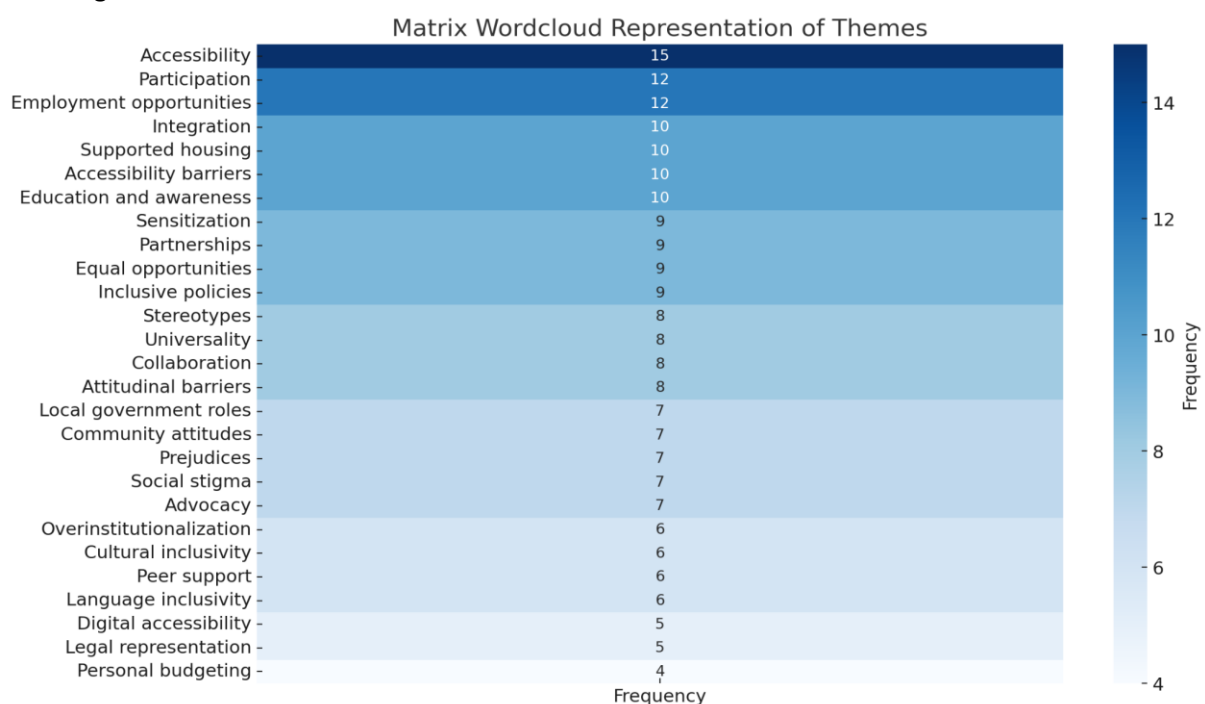 Matrix Wordcloud Representation of Themes
Accessibility 15
Participation 12
Employment opportunities 12
Integration 10
Supported housing 10
Accessibility barriers 10
Education and awareness 10
Sensitization 9
Partnerships 9
Equal opportunities 9
Inclusive policies 9
Stereotypes 8
Universality 8
Collaboration 8
Attitudinal barriers 8
Local government roles 7
Community attitudes 7
Prejudices 7
Social stigma 7
Advocacy 7
Overinstitutionalization 6
Cultural inclusivity 6
Peer support 6
Language inclusivity 6
Digital accessibility 5
Legal representation 5
Personal budgeting 4
Frequency
14
12
10
8
6
4
Frequency